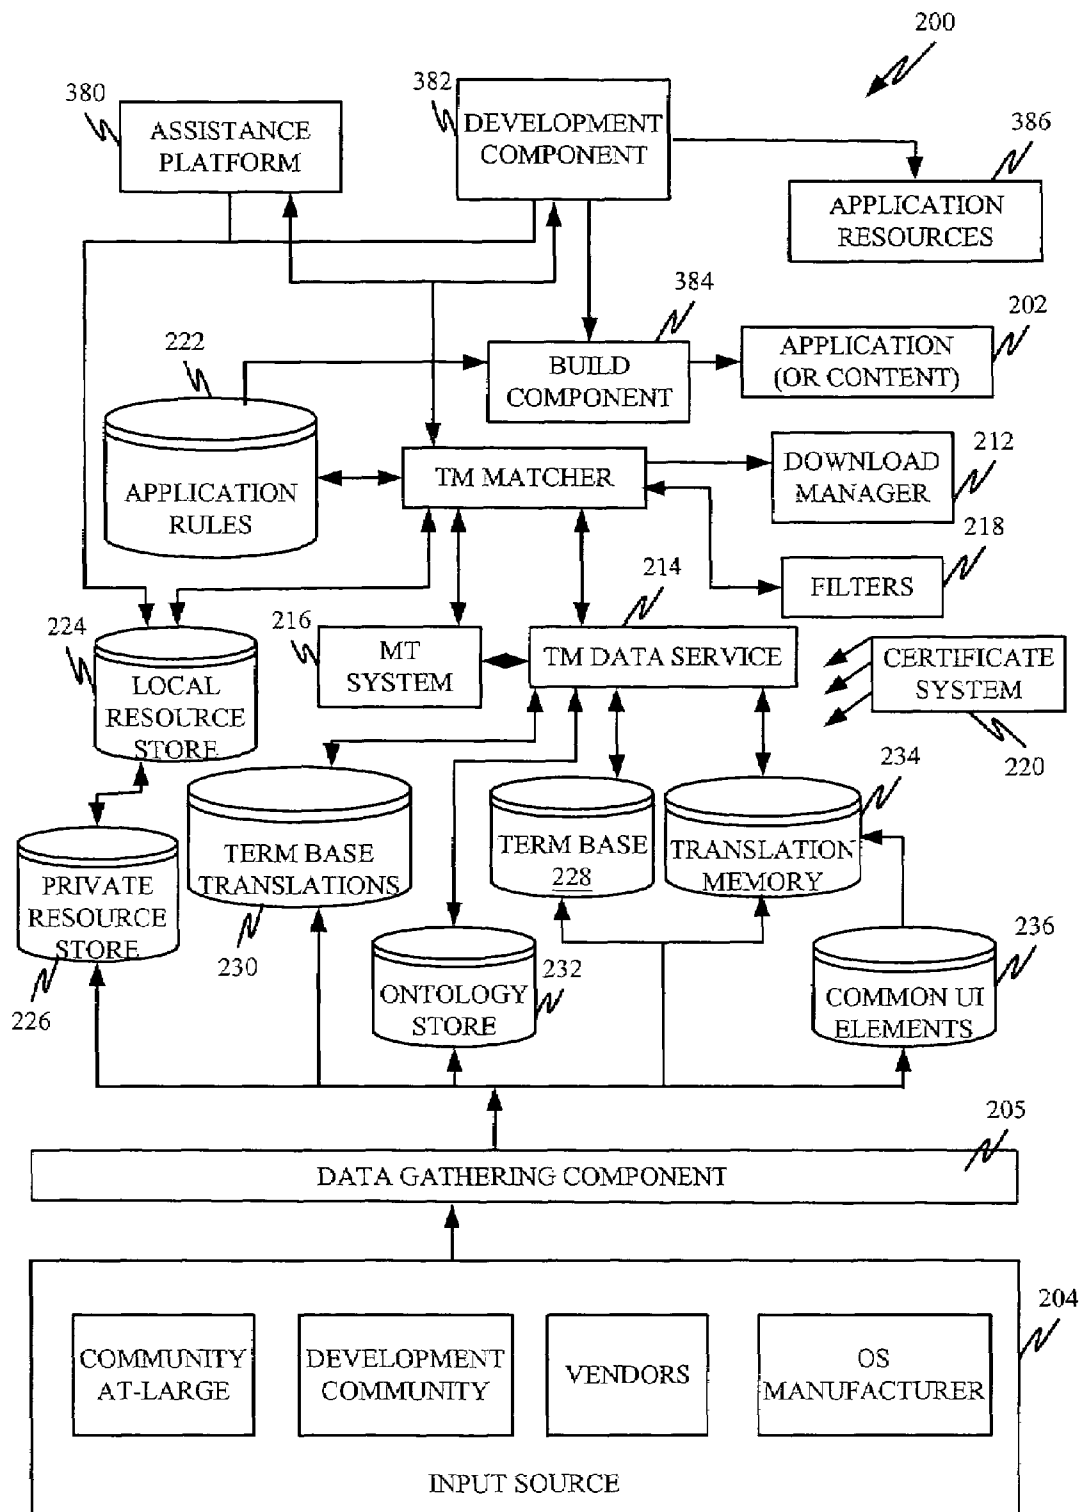 200
380
ASSISTANCE
PLATFORM
382
DEVELOPMENT
COMPONENT
386
APPLICATION
RESOURCES
384
BUILD
COMPONENT
202
APPLICATION
(OR CONTENT)
222
APPLICATION
RULES
TM MATCHER
212
DOWNLOAD
MANAGER
218
FILTERS
224
LOCAL
RESOURCE
STORE
216
MT
SYSTEM
214
TM DATA SERVICE
CERTIFICATE
SYSTEM
220
PRIVATE
RESOURCE
STORE
226
TERM BASE
TRANSLATIONS
230
TERM BASE
228
234
TRANSLATION
MEMORY
ONTOLOGY
STORE
232
236
COMMON UI
ELEMENTS
205
DATA GATHERING COMPONENT
204
COMMUNITY
AT-LARGE
DEVELOPMENT
COMMUNITY
VENDORS
OS
MANUFACTURER
INPUT SOURCE